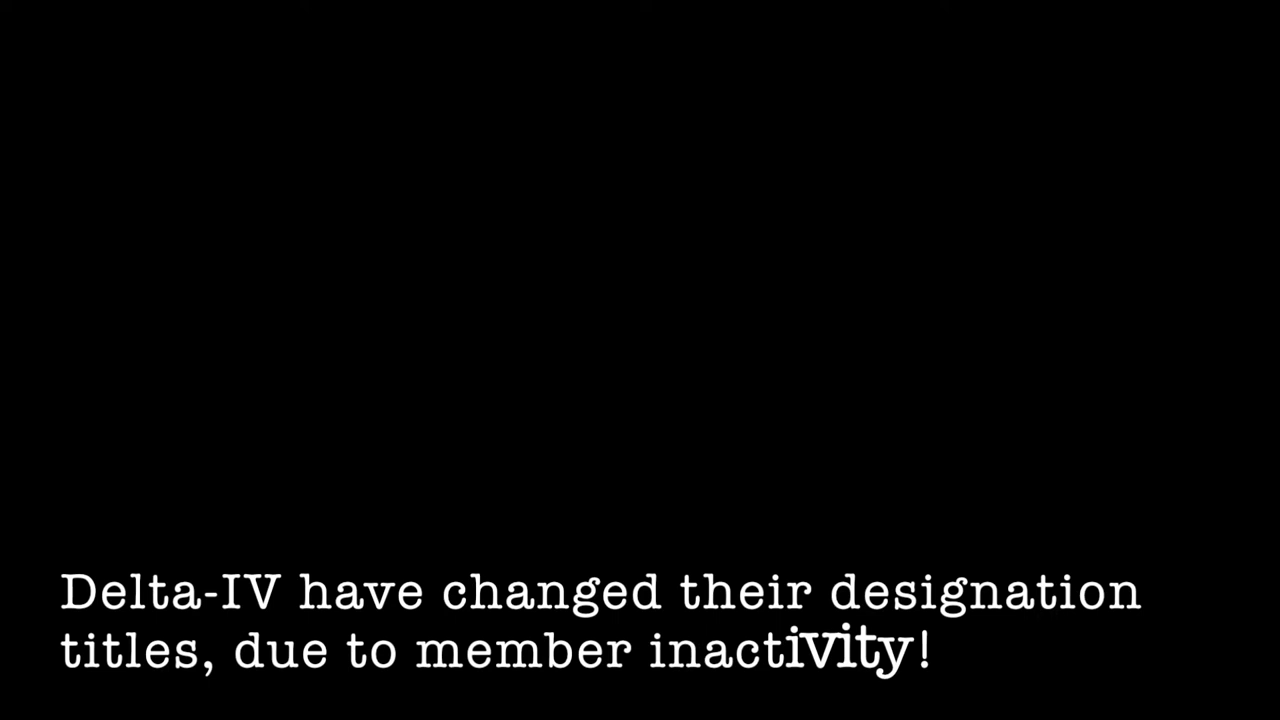 Delta-IV have changed their designation
titles, due to member inactivity!